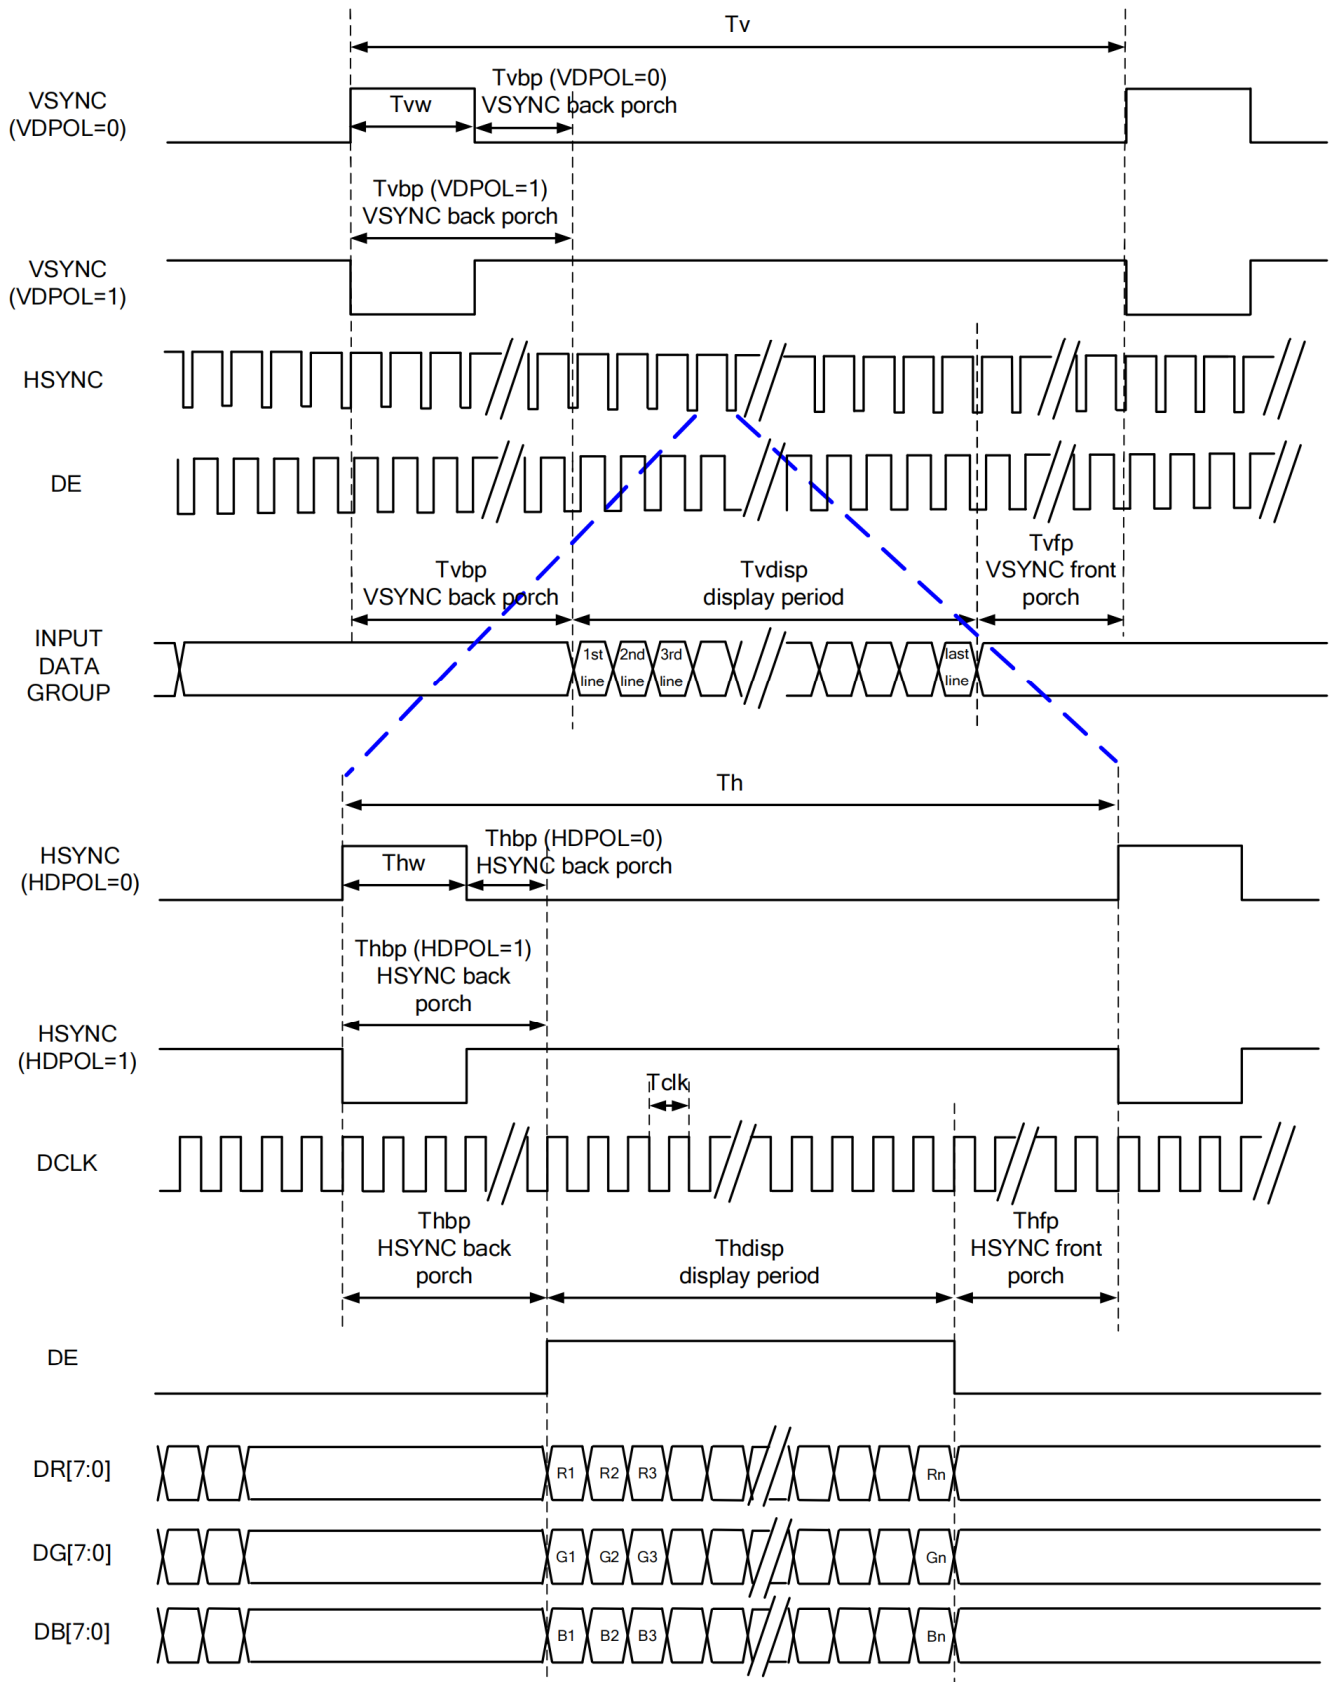 Tv
Tvbp (VDPOL=0)
VSYNC back porch
VSYNC
(VDPOL=0)
Tvw
Tvbp (VDPOL=1)
VSYNC back porch
VSYNC
(VDPOL=1)
HSYNC
DE
Tvbp
VSYNC back porch
Tvdisp
display period
Tvfp
VSYNC front
porch
INPUT
DATA
GROUP
1st
line
2nd
line
3rd
line
last
line
Th
Thbp (HDPOL=0)
HSYNC back porch
HSYNC
(HDPOL=0)
Thw
Thbp (HDPOL=1)
HSYNC back
porch
HSYNC
(HDPOL=1)
Tclk
DCLK
Thbp
HSYNC back
porch
Thdisp
display period
Thfp
HSYNC front
porch
DE
DR[7:0]
R1 R2 R3 Rn
DG[7:0]
G1 G2 G3 Gn
DB[7:0]
B1 B2 B3 Bn